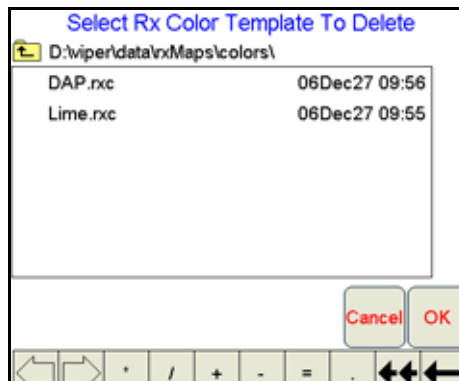 Select Rx Color Template To Delete
D:\viper\data\rxMaps\colors\
DAP.rxc 06Dec27 09:56
Lime.rxc 06Dec27 09:55
Cancel OK
* / + - = .